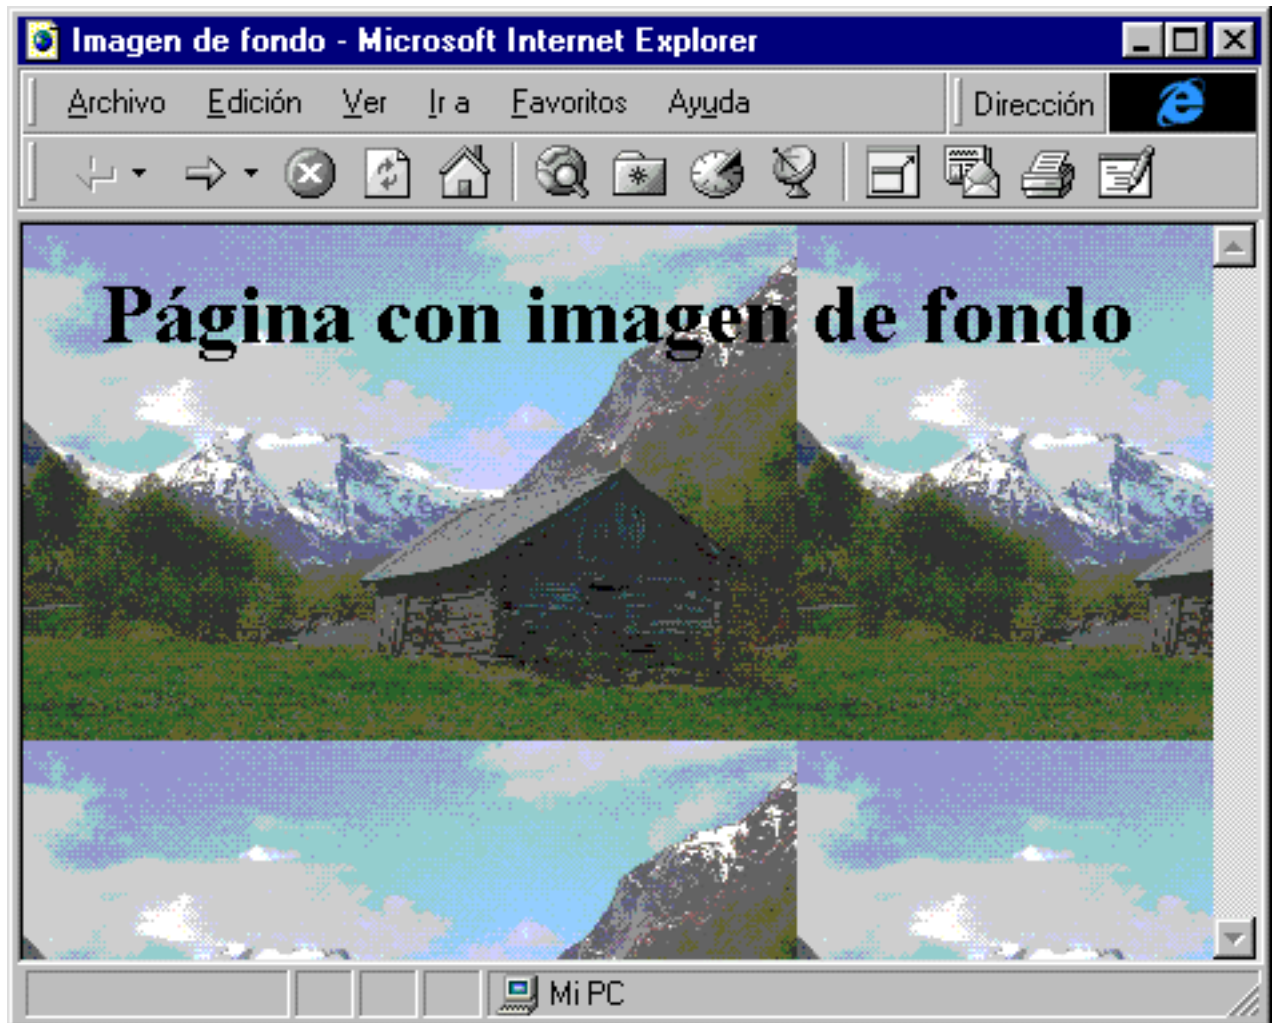 Imagen de fondo - Microsoft Internet Explorer
Archivo Edición Ver Ir a Favoritos Ayuda Dirección
Página con imagen de fondo
Mi PC